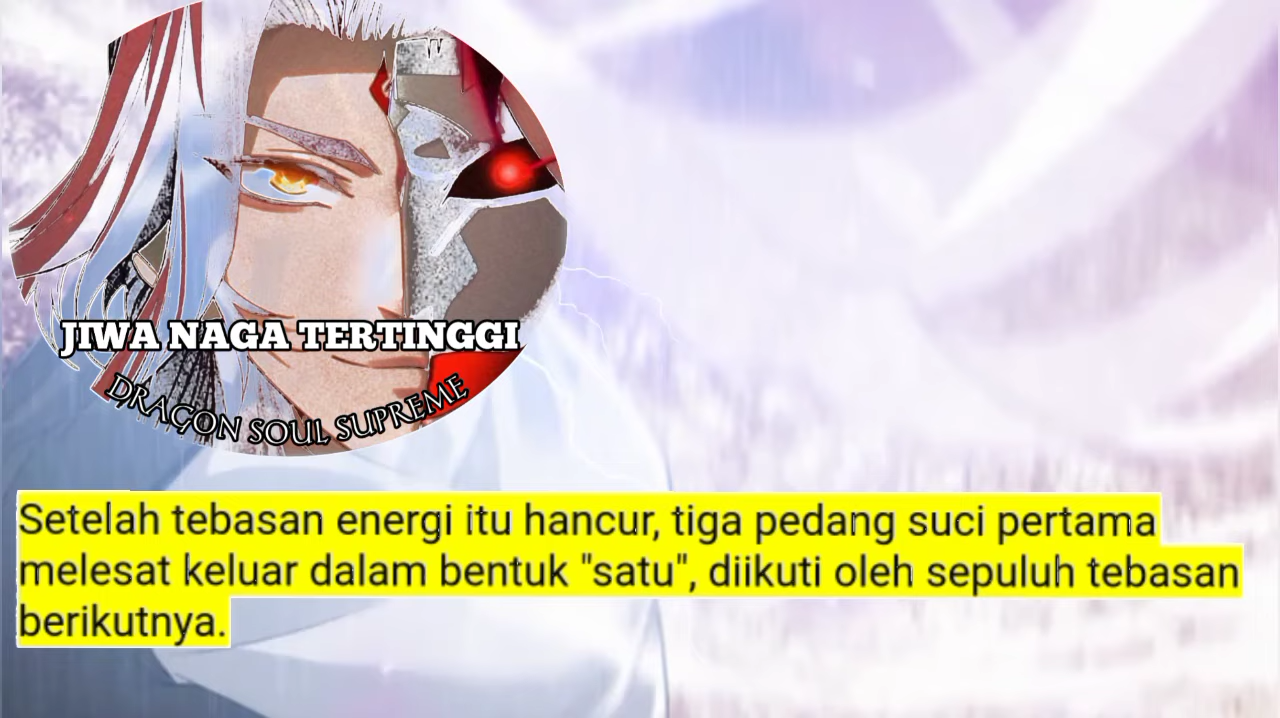 JIWA NAGA TERTINGGI
DRAGON SOUL SUPREME
Setelah tebasan energi itu hancur, tiga pedang suci pertama
melesat keluar dalam bentuk "satu", diikuti oleh sepuluh tebasan
berikutnya.